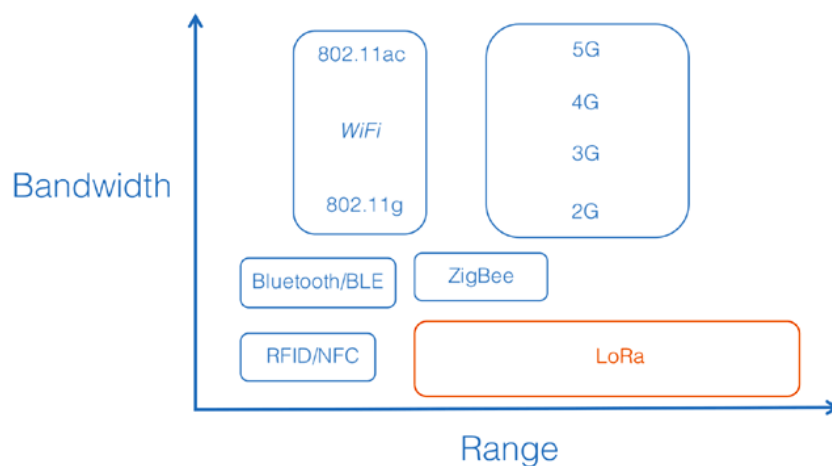 802.11ac
WiFi
802.11g
5G
4G
3G
2G
Bandwidth
Bluetooth/BLE
ZigBee
RFID/NFC
LoRa
Range